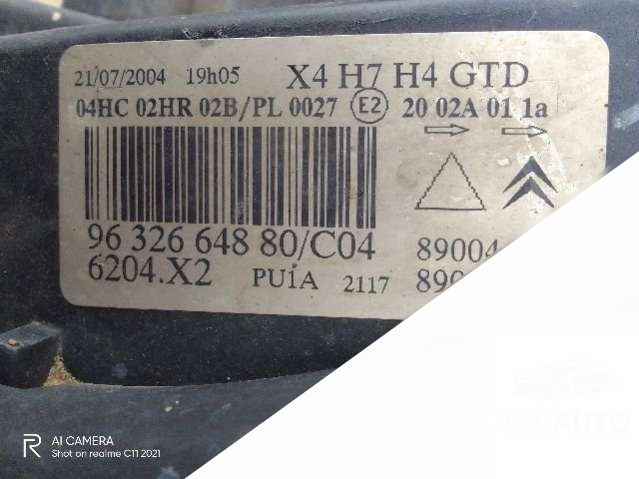 21/07/2004 19h05 X4 H7 H4 GTD
04HC 02HR 02B/PL 0027 E2 20 02A 01 1a
96 326 648 80/C04 89004
6204.X2 PU1A 2117
AI CAMERA
Shot on realme C11 2021
TEDAUTO